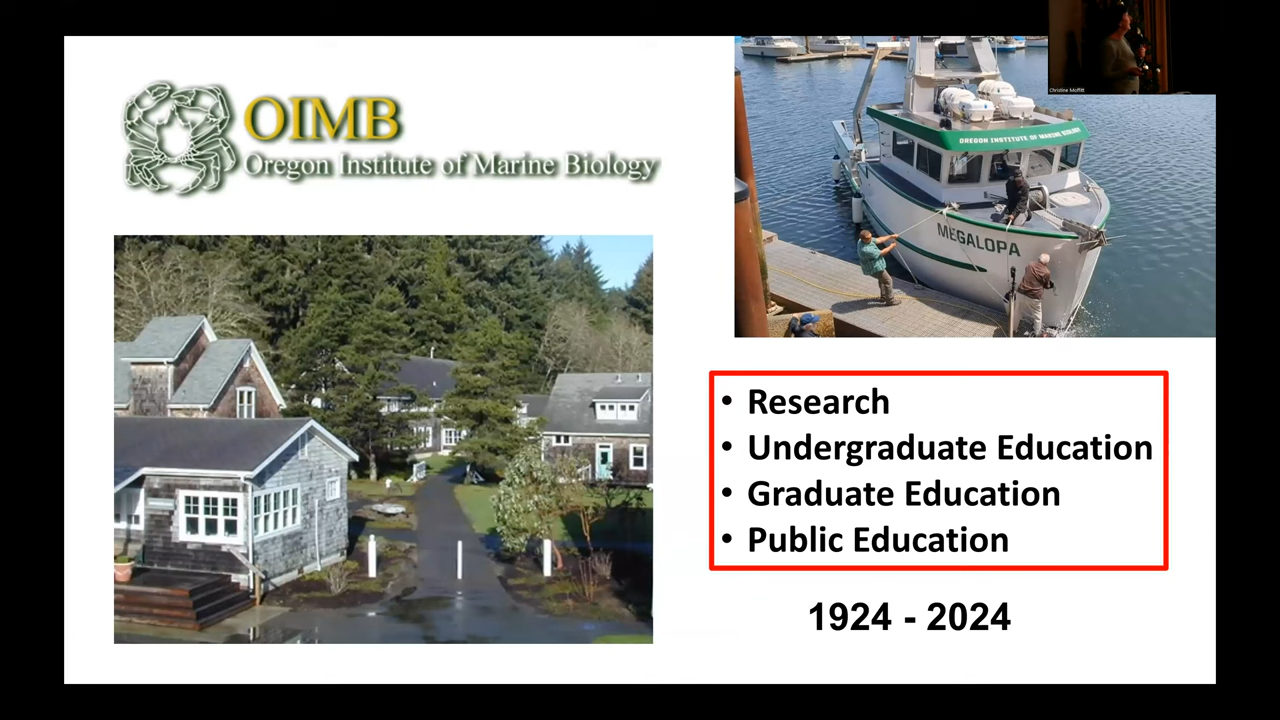 OIMB
Oregon Institute of Marine Biology
Christine Moffitt
OREGON INSTITUTE OF MARINE BIOLOGY
MEGALOPA
• Research
• Undergraduate Education
• Graduate Education
• Public Education
1924 - 2024